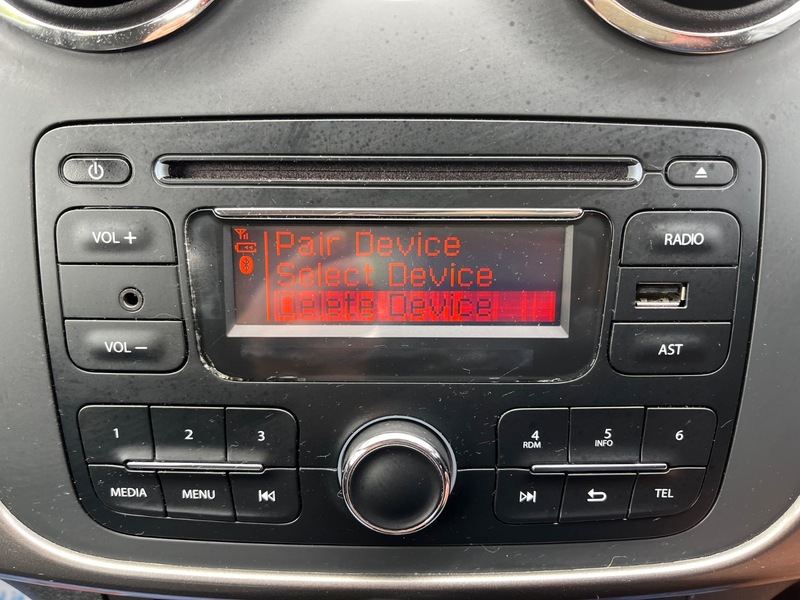 VOL +
RADIO
Pair Device
Select Device
Delete Device
VOL –
AST
1
2
3
4
RDM
5
INFO
6
MEDIA
MENU
TEL